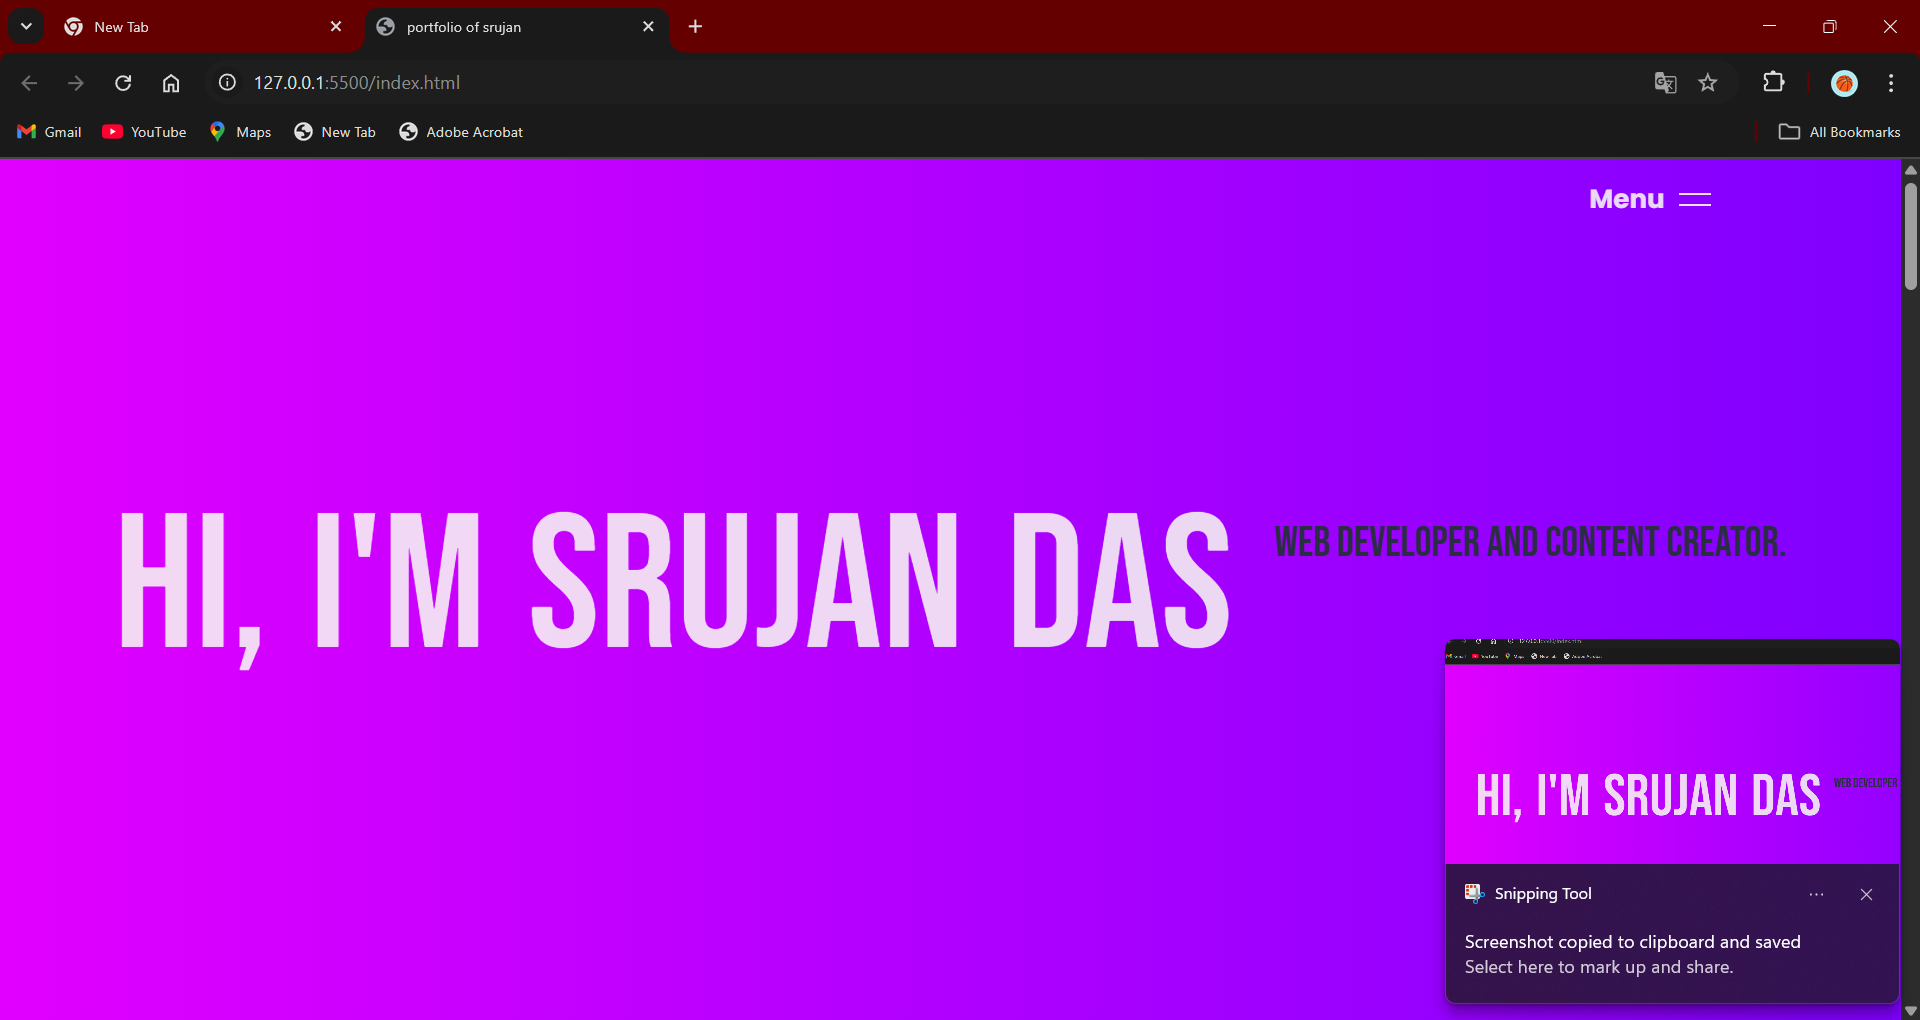 New Tab
portfolio of srujan
127.0.0.1:5500/index.html
Gmail
YouTube
Maps
New Tab
Adobe Acrobat
All Bookmarks
Menu
HI, I'M SRUJAN DAS
WEB DEVELOPER AND CONTENT CREATOR.
HI, I'M SRUJAN DAS
WEB DEVELOPER
Snipping Tool
Screenshot copied to clipboard and saved
Select here to mark up and share.